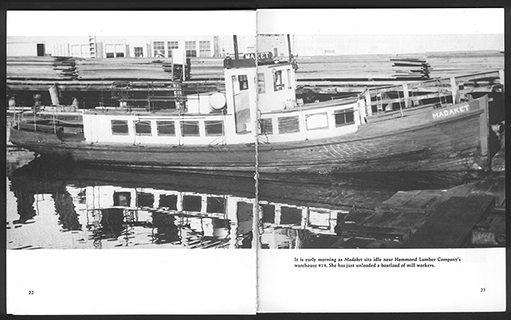 MADAKET
MADAKET
It is early morning as Madaket sits idle near Hammond Lumber Company's
warehouse #14. She has just unloaded a boatload of mill workers.
22
23